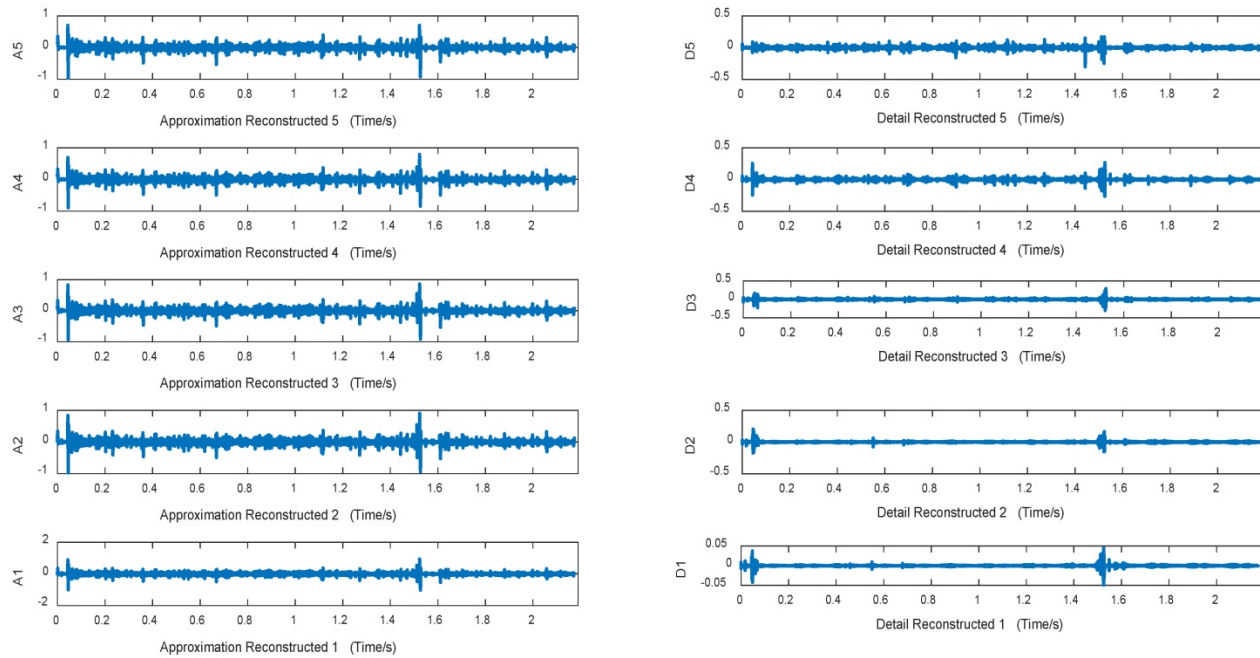 1
0
-1
A5
0 0.2 0.4 0.6 0.8 1 1.2 1.4 1.6 1.8 2
Approximation Reconstructed 5 (Time/s)
1
0
-1
A4
0 0.2 0.4 0.6 0.8 1 1.2 1.4 1.6 1.8 2
Approximation Reconstructed 4 (Time/s)
1
0
-1
A3
0 0.2 0.4 0.6 0.8 1 1.2 1.4 1.6 1.8 2
Approximation Reconstructed 3 (Time/s)
1
0
-1
A2
0 0.2 0.4 0.6 0.8 1 1.2 1.4 1.6 1.8 2
Approximation Reconstructed 2 (Time/s)
2
0
-2
A1
0 0.2 0.4 0.6 0.8 1 1.2 1.4 1.6 1.8 2
Approximation Reconstructed 1 (Time/s)
0.5
0
-0.5
D5
0 0.2 0.4 0.6 0.8 1 1.2 1.4 1.6 1.8 2
Detail Reconstructed 5 (Time/s)
0.5
0
-0.5
D4
0 0.2 0.4 0.6 0.8 1 1.2 1.4 1.6 1.8 2
Detail Reconstructed 4 (Time/s)
0.5
0
-0.5
D3
0 0.2 0.4 0.6 0.8 1 1.2 1.4 1.6 1.8 2
Detail Reconstructed 3 (Time/s)
0.5
0
-0.5
D2
0 0.2 0.4 0.6 0.8 1 1.2 1.4 1.6 1.8 2
Detail Reconstructed 2 (Time/s)
0.05
0
-0.05
D1
0 0.2 0.4 0.6 0.8 1 1.2 1.4 1.6 1.8 2
Detail Reconstructed 1 (Time/s)